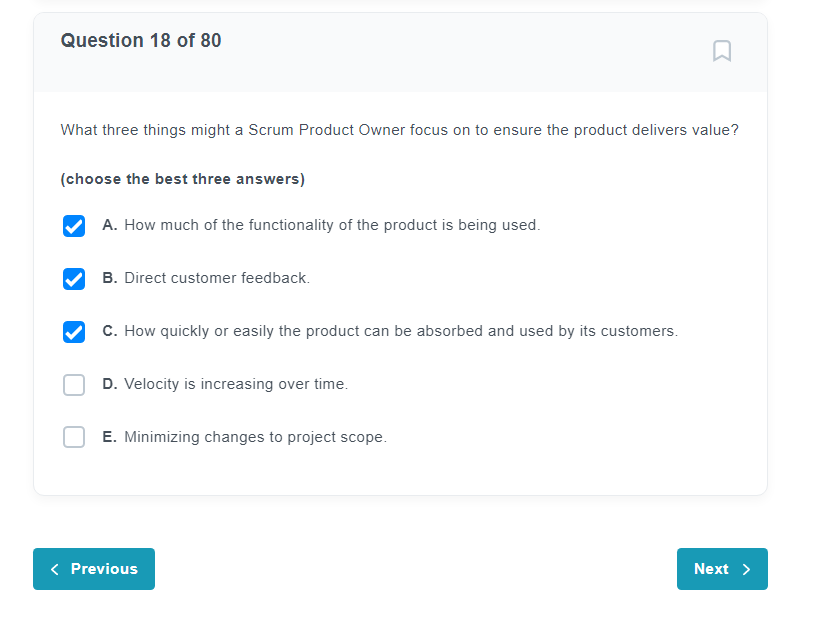 Question 18 of 80
What three things might a Scrum Product Owner focus on to ensure the product delivers value?
(choose the best three answers)
A. How much of the functionality of the product is being used.
B. Direct customer feedback.
C. How quickly or easily the product can be absorbed and used by its customers.
D. Velocity is increasing over time.
E. Minimizing changes to project scope.
Previous
Next